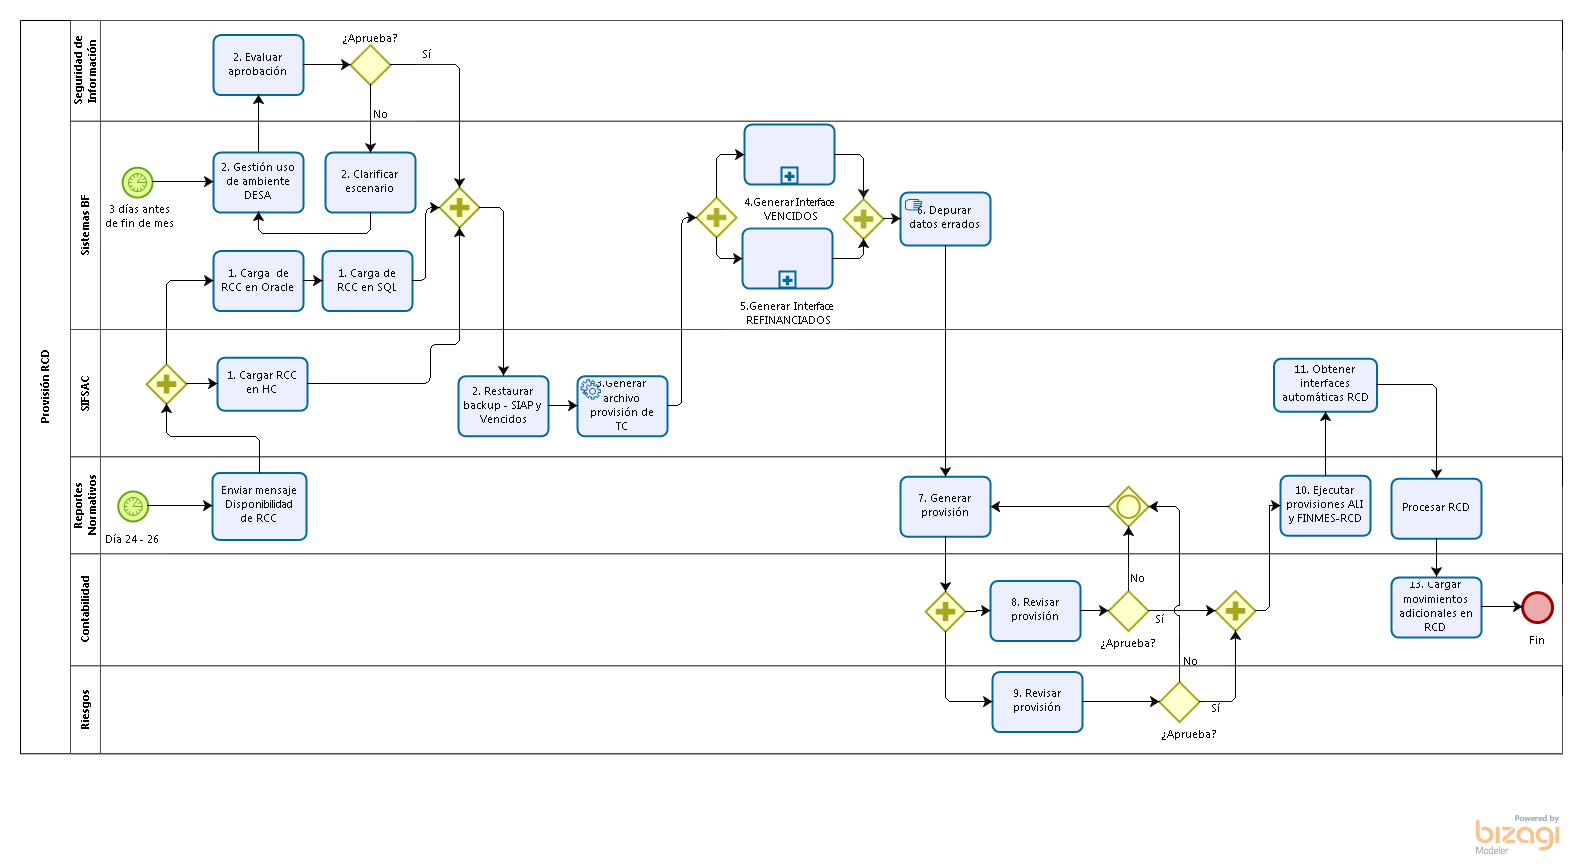 Provisión RCD
Seguridad de
Información
2. Evaluar
aprobación
¿Aprueba?
Sí
No
Sistemas BF
3 días antes
de fin de mes
2. Gestión uso
de ambiente
DESA
2. Clarificar
escenario
1. Carga de
RCC en Oracle
1. Carga de
RCC en SQL
4.Generar Interface
VENCIDOS
5.Generar Interface
REFINANCIADOS
6. Depurar
datos errados
SIFSAC
1. Cargar RCC
en HC
2. Restaurar
backup - SIAP y
Vencidos
3.Generar
archivo
provisión de
TC
11. Obtener
interfaces
automáticas RCD
Reportes
Normativos
Día 24 - 26
Enviar mensaje
Disponibilidad
de RCC
7. Generar
provisión
10. Ejecutar
provisiones ALI
y FINMES-RCD
Procesar RCD
Contabilidad
8. Revisar
provisión
No
Sí
¿Aprueba?
13. Cargar
movimientos
adicionales en
RCD
Fin
Riesgos
9. Revisar
provisión
No
Sí
¿Aprueba?
Powered by
bizagi
Modeler